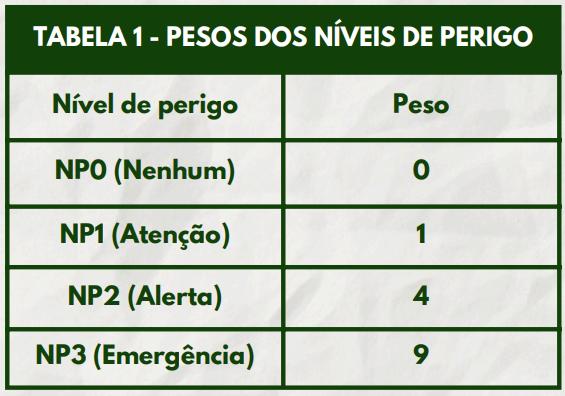 TABELA 1 - PESOS DOS NÍVEIS DE PERIGO
Nível de perigo Peso
NP0 (Nenhum) 0
NP1 (Atenção) 1
NP2 (Alerta) 4
NP3 (Emergência) 9